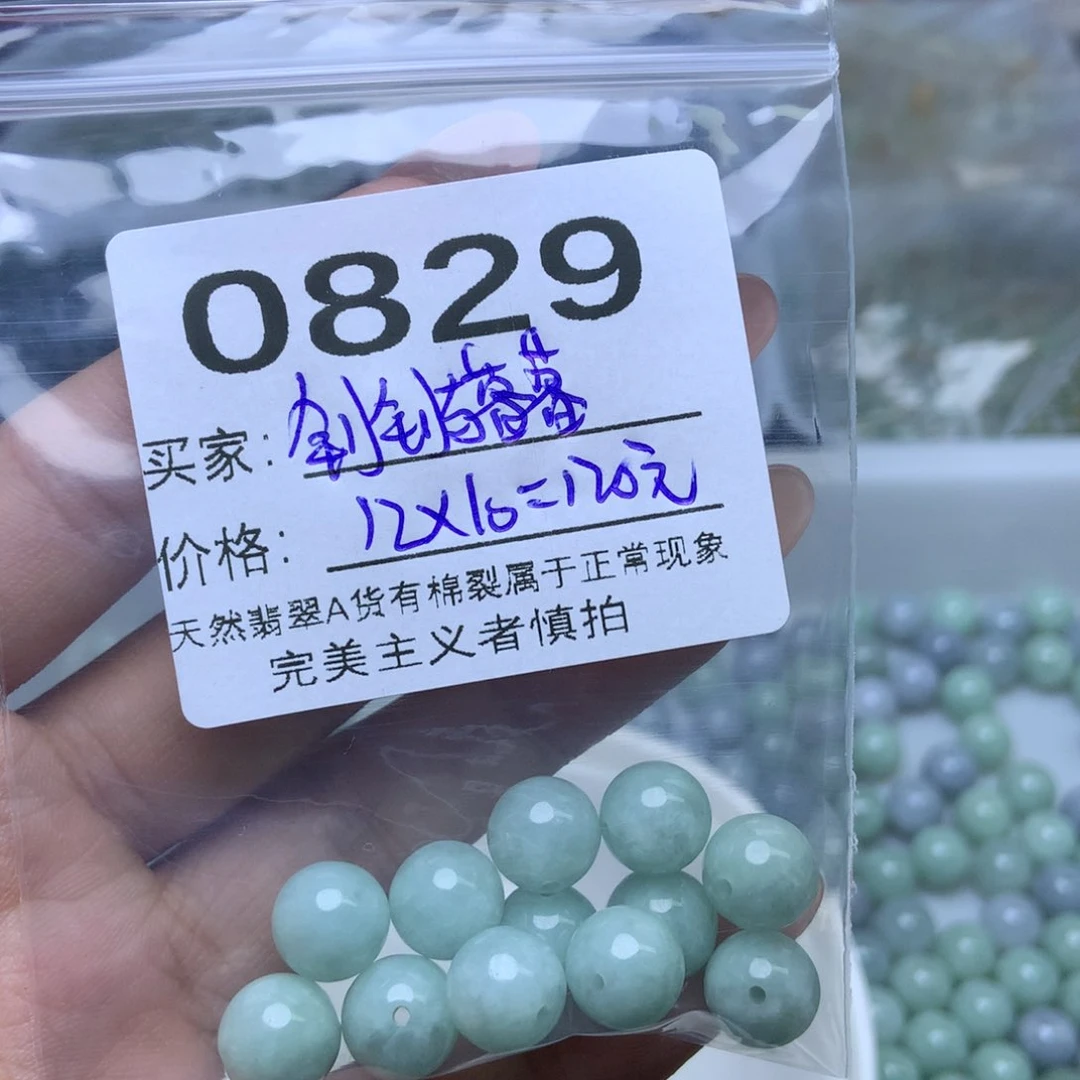 0829
买家:
价格: 12X10=120元
天然翡翠A货有棉裂属于正常现象
完美主义者慎拍